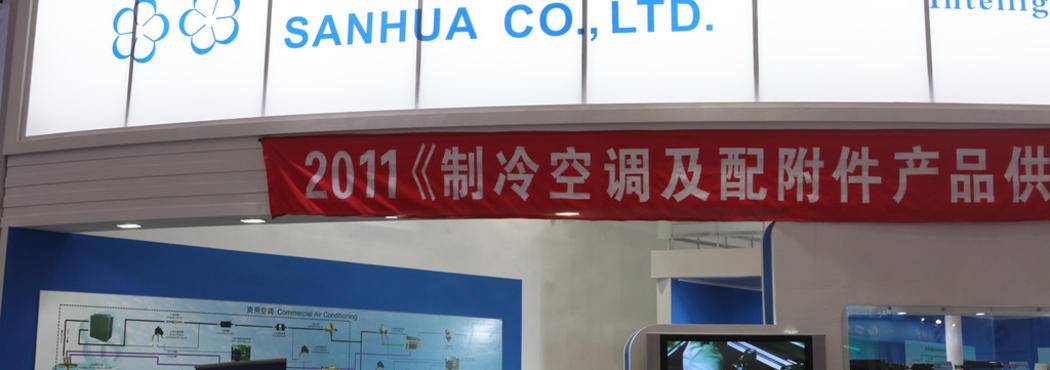 SANHUA CO., LTD.
Intellig
2011《制冷空调及配附件产品供
商用空调 Commercial Air Conditioning